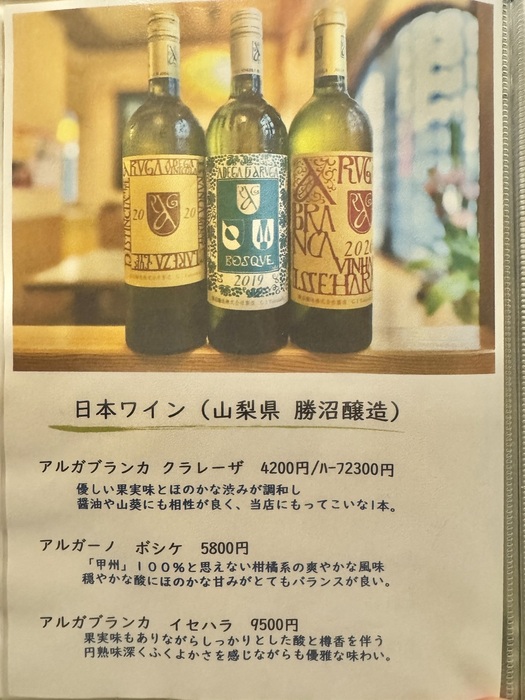 ARUGA
20 20
ADEGA D'ARUGA
BOSQUE
2019
ARUGA
BRANCA
2020
VINHAL
ISSEHARA
日本ワイン（山梨県 勝沼醸造）
アルガブランカ クラレーザ 4200円/ハーフ2300円
優しい果実味とほのかな渋みが調和し
醤油や山葵にも相性が良く、当店にもってこいな1本。
アルガーノ ボシケ 5800円
「甲州」100%と思えない柑橘系の爽やかな風味
穏やかな酸にほのかな甘みがとてもバランスが良い。
アルガブランカ イセハラ 9500円
果実味もありながらしっかりとした酸と樽香を伴う
円熟味深くふくよかさを感じながらも優雅な味わい。